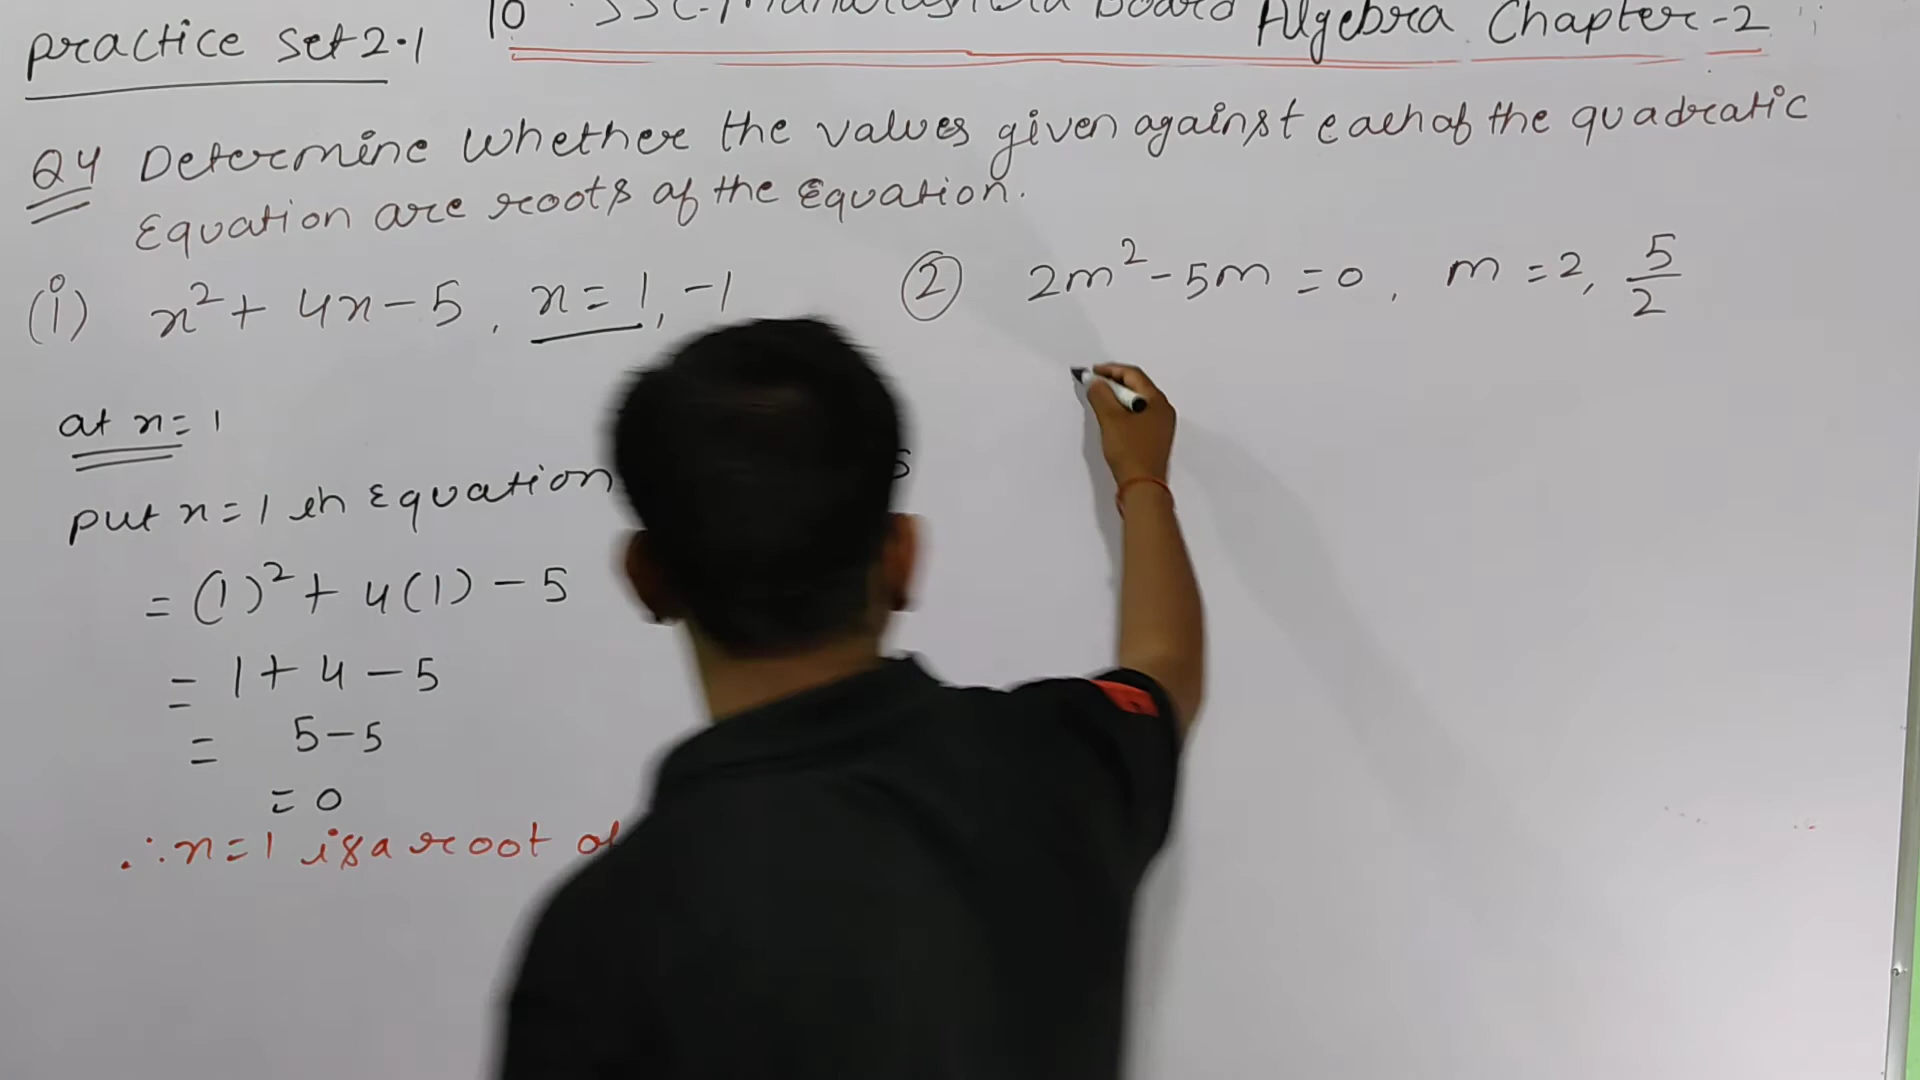 Practice Set 2.1
10 SSC-Maharashtra Board Algebra Chapter-2
Q4 Determine whether the values given against each of the quadratic
Equation are roots of the Equation.
(i) x² + 4x - 5, x = 1, -1
at x = 1
put x = 1 in Equation
= (1)² + 4(1) - 5
= 1 + 4 - 5
= 5 - 5
= 0
∴ x = 1 is a root of
② 2m² - 5m = 0, m = 2, 5/2